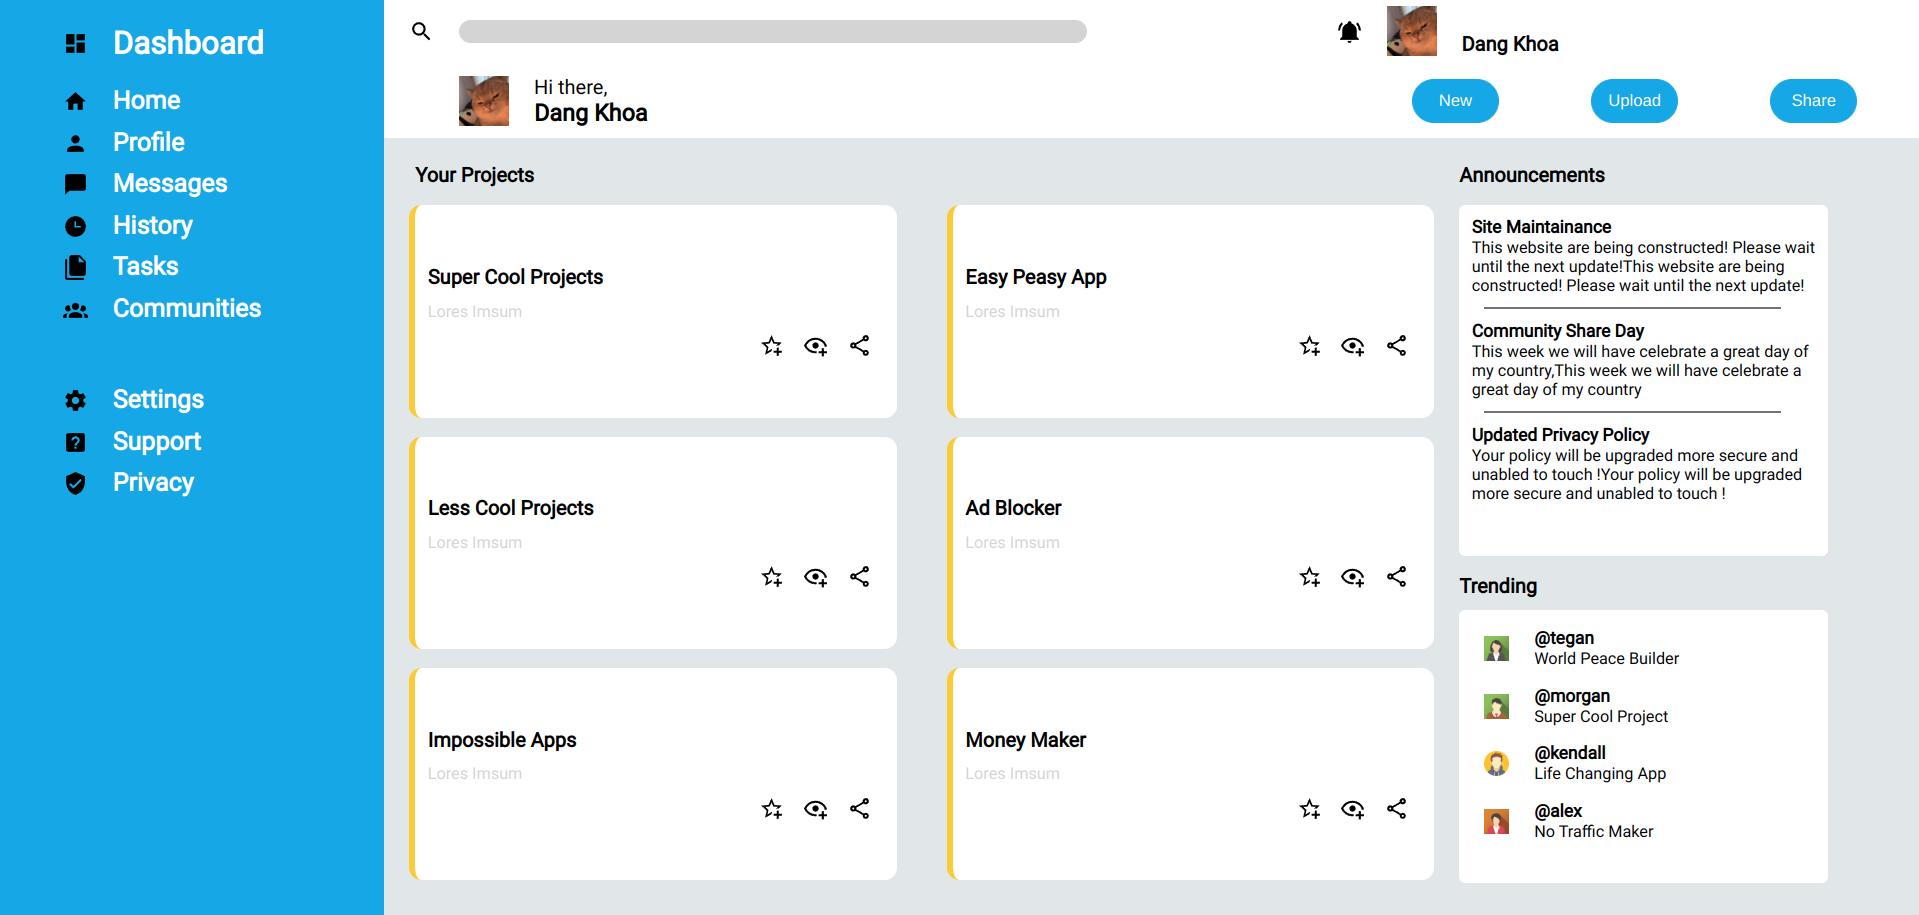 Dashboard
Home
Profile
Messages
History
Tasks
Communities
Settings
Support
Privacy
Dang Khoa
Hi there,
Dang Khoa
New
Upload
Share
Your Projects
Super Cool Projects
Lores Imsum
Easy Peasy App
Lores Imsum
Less Cool Projects
Lores Imsum
Ad Blocker
Lores Imsum
Impossible Apps
Lores Imsum
Money Maker
Lores Imsum
Announcements
Site Maintainance
This website are being constructed! Please wait
until the next update!This website are being
constructed! Please wait until the next update!
Community Share Day
This week we will have celebrate a great day of
my country,This week we will have celebrate a
great day of my country
Updated Privacy Policy
Your policy will be upgraded more secure and
unabled to touch !Your policy will be upgraded
more secure and unabled to touch !
Trending
@tegan
World Peace Builder
@morgan
Super Cool Project
@kendall
Life Changing App
@alex
No Traffic Maker